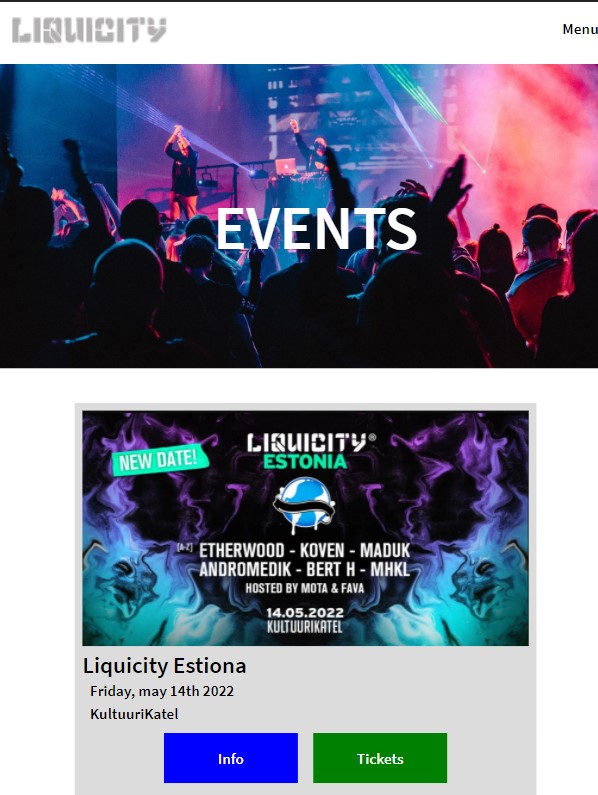 LIQUICITY
Menu
EVENTS
NEW DATE!
LIQUICITY®
ESTONIA
[A-Z] ETHERWOOD - KOVEN - MADUK
ANDROMEDIK - BERT H - MHKL
HOSTED BY MOTA & FAVA
14.05.2022
KULTUURIKATEL
Liquicity Estiona
Friday, may 14th 2022
KultuuriKatel
Info
Tickets